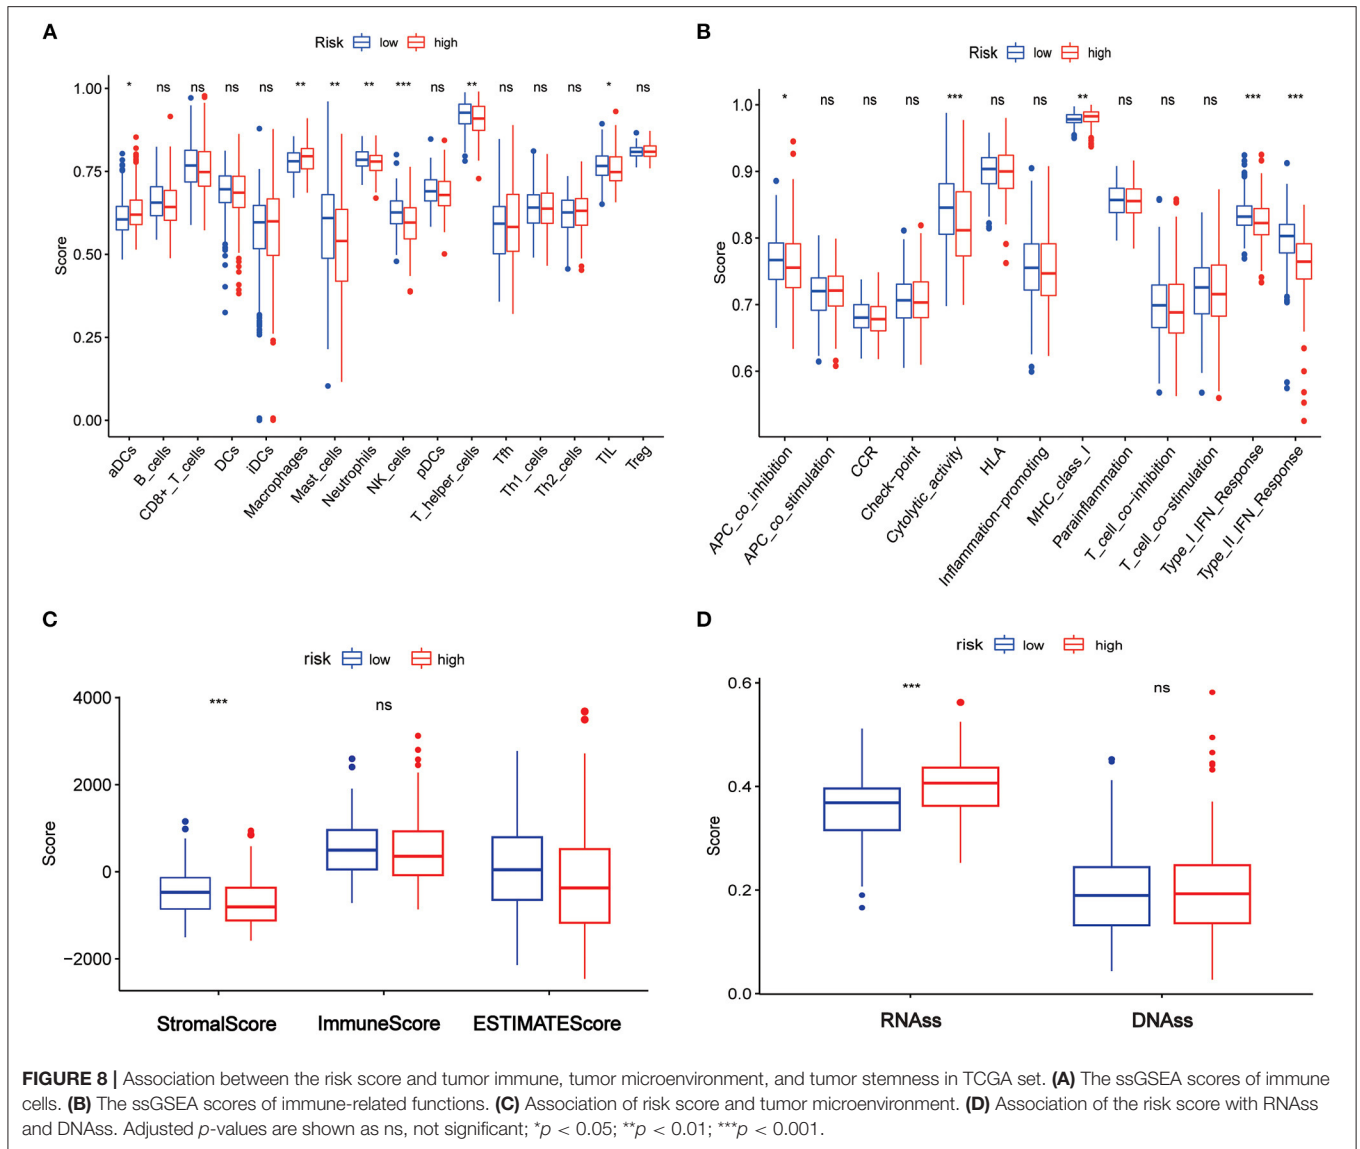 A
Risk low high
* ns ns ns ns ** ** ** *** ns ** ns ns ns * ns
1.00
0.75
0.50
0.25
0.00
Score
aDCs
B_cells
CD8+_T_cells
DCs
iDCs
Macrophages
Mast_cells
Neutrophils
NK_cells
pDCs
T_helper_cells
Tfh
Th1_cells
Th2_cells
TIL
Treg
B
Risk low high
* ns ns ns *** ns ns ** ns ns ns *** ***
1.0
0.9
0.8
0.7
0.6
Score
APC_co_inhibition
APC_co_stimulation
CCR
Check−point
Cytolytic_activity
HLA
Inflammation−promoting
MHC_class_I
Parainflammation
T_cell_co−inhibition
T_cell_co−stimulation
Type_I_IFN_Response
Type_II_IFN_Response
C
risk low high
*** ns
4000
2000
0
−2000
Score
StromalScore ImmuneScore ESTIMATEScore
D
risk low high
*** ns
0.6
0.4
0.2
0.0
Score
RNAss DNAss
FIGURE 8 | Association between the risk score and tumor immune, tumor microenvironment, and tumor stemness in TCGA set. (A) The ssGSEA scores of immune
cells. (B) The ssGSEA scores of immune-related functions. (C) Association of risk score and tumor microenvironment. (D) Association of the risk score with RNAss
and DNAss. Adjusted p-values are shown as ns, not significant; *p < 0.05; **p < 0.01; ***p < 0.001.